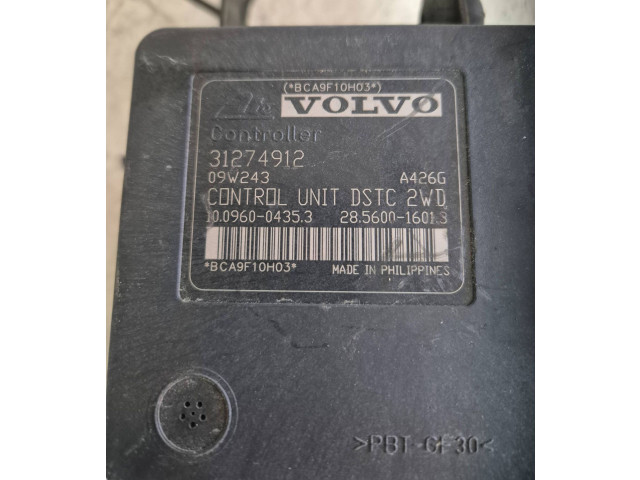 (*BCA9F10H03*)
Ate VOLVO
Controller
31274912
09W243 A426G
CONTROL UNIT DSTC 2WD
10.0960-0435.3 28.5600-1601.3
*BCA9F10H03* MADE IN PHILIPPINES
>PBT-GF30<